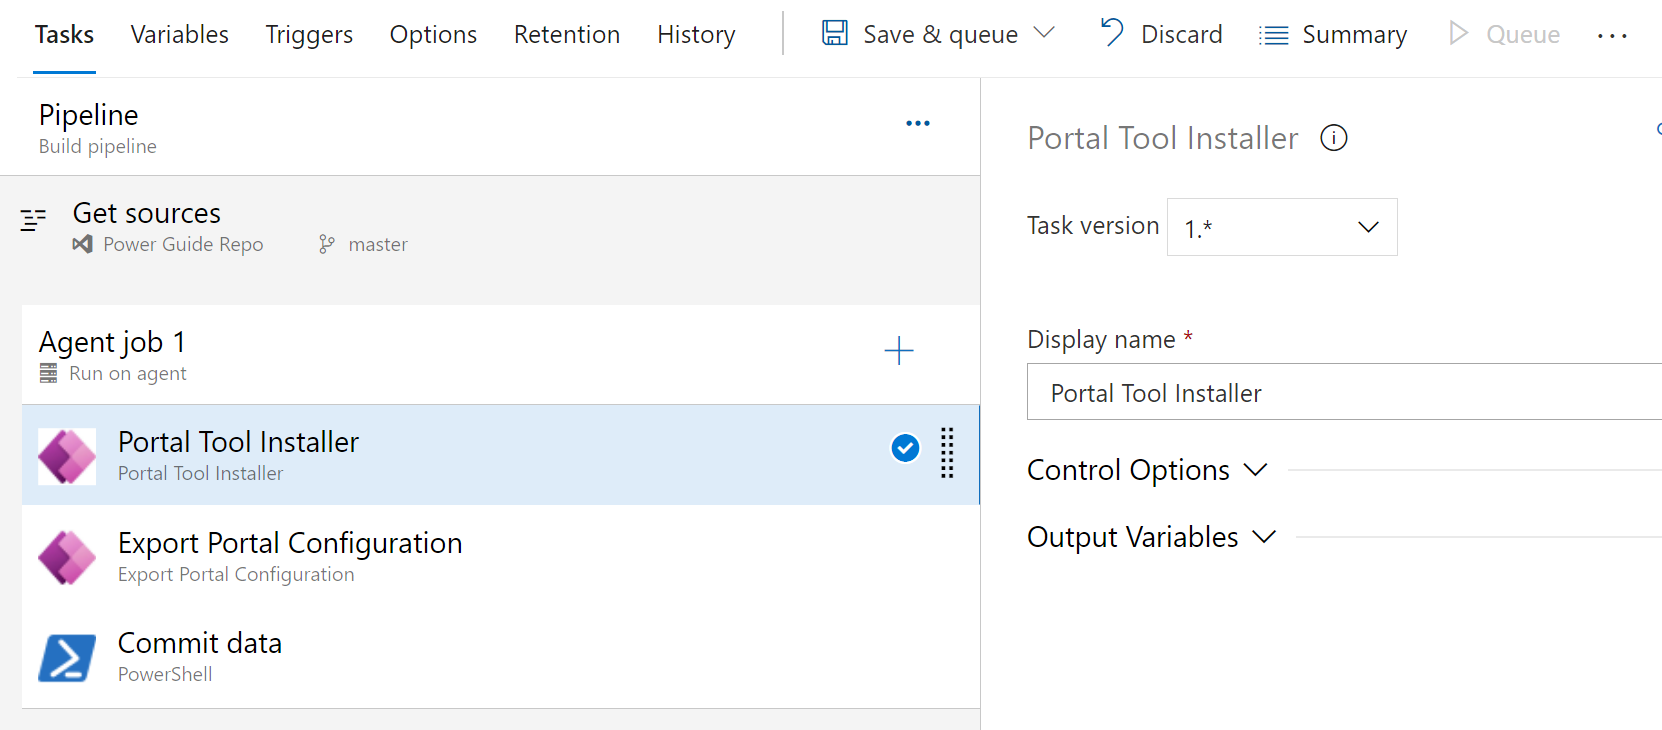 Tasks Variables Triggers Options Retention History Save & queue Discard Summary Queue ...
Pipeline
Build pipeline
...
Get sources
Power Guide Repo master
Agent job 1
Run on agent
Portal Tool Installer
Portal Tool Installer
Export Portal Configuration
Export Portal Configuration
Commit data
PowerShell
Portal Tool Installer
Task version 1.*
Display name *
Portal Tool Installer
Control Options
Output Variables